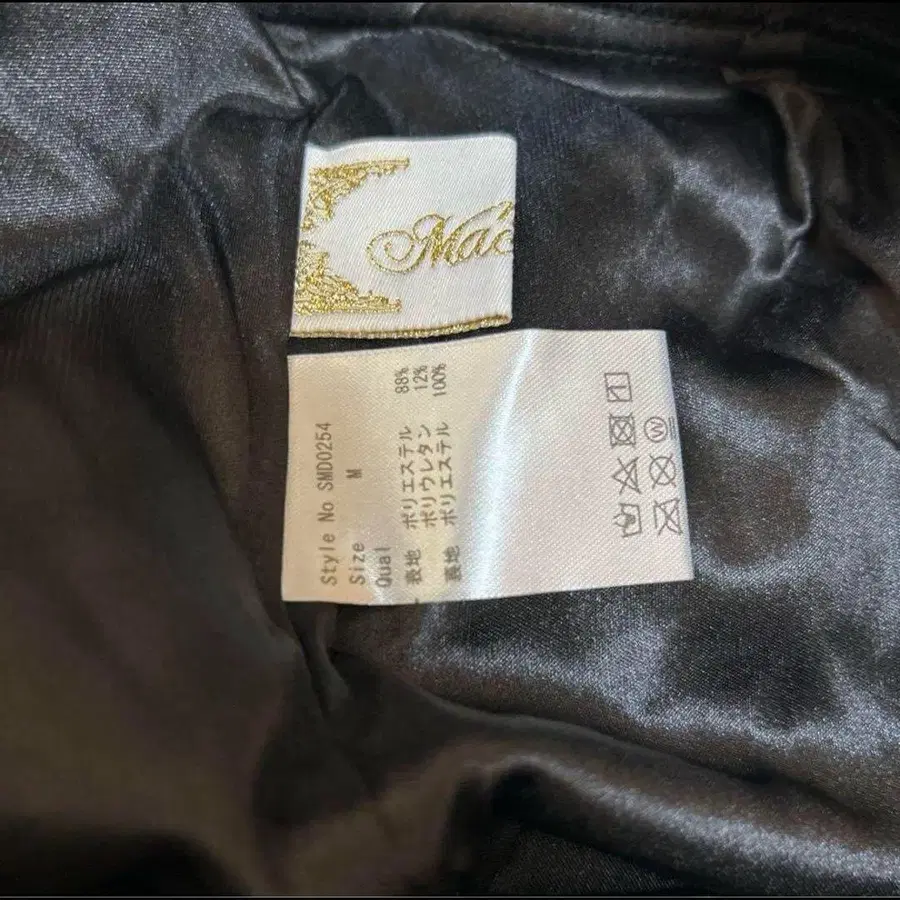 Ma
Style No SMD0254
Size M
Qual
表地 ポリエステル 88%
ポリウレタン 12%
裏地 ポリエステル 100%
W